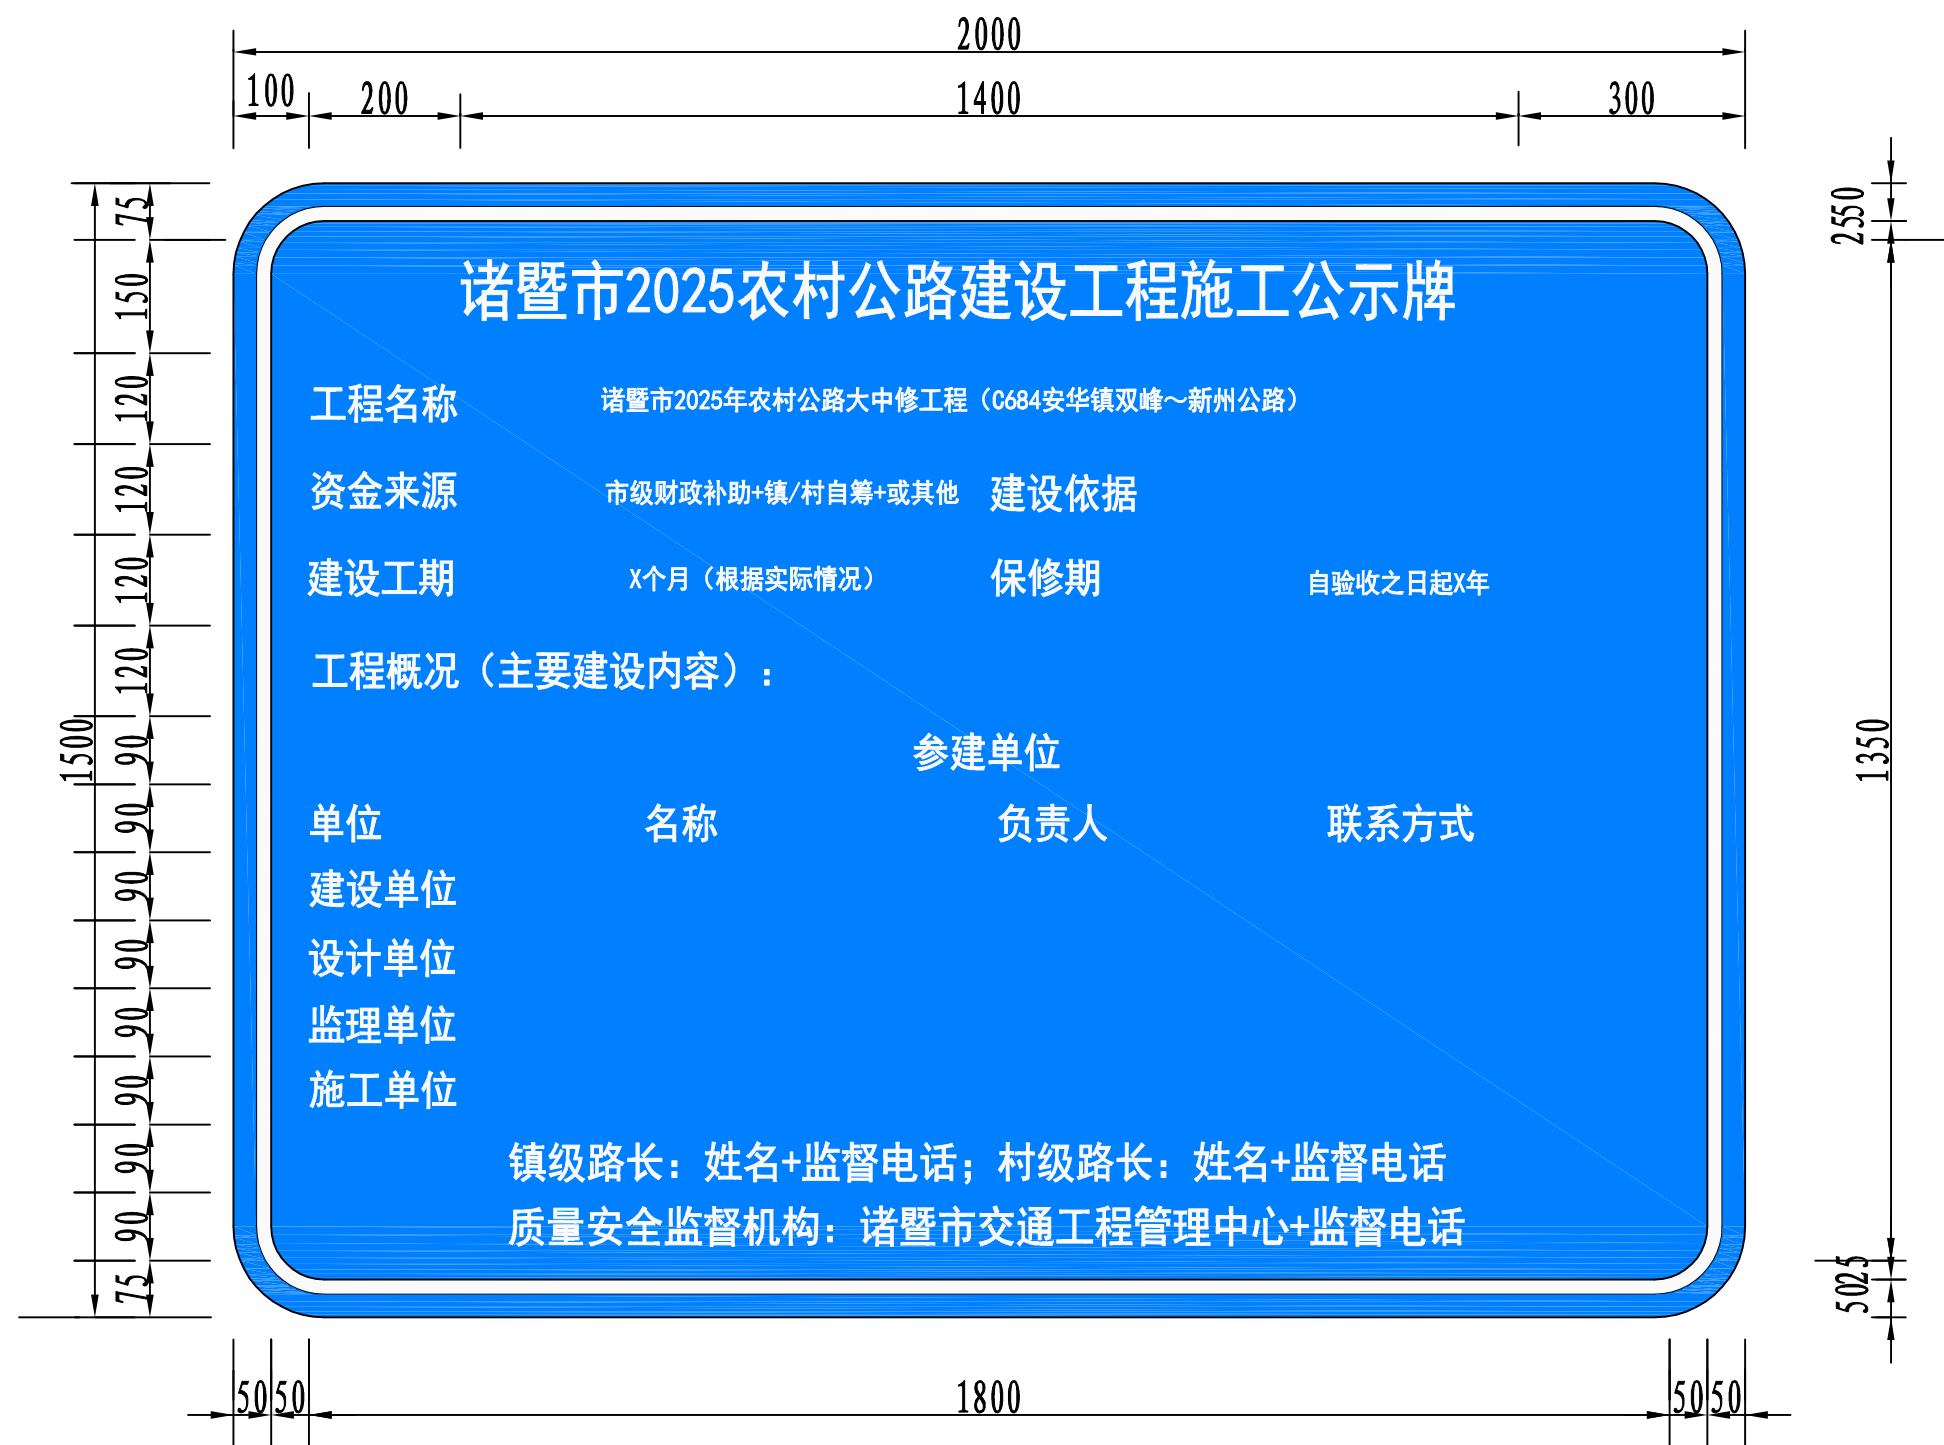 2000
100 200 1400 300
诸暨市2025农村公路建设工程施工公示牌
工程名称 诸暨市2025年农村公路大中修工程（C684安华镇双峰～新州公路）
资金来源 市级财政补助+镇/村自筹+或其他 建设依据
建设工期 X个月（根据实际情况） 保修期 自验收之日起X年
工程概况（主要建设内容）：
参建单位
单位 名称 负责人 联系方式
建设单位
设计单位
监理单位
施工单位
镇级路长：姓名+监督电话；村级路长：姓名+监督电话
质量安全监督机构：诸暨市交通工程管理中心+监督电话
75
150
120
120
120
120
90
90
90
90
90
90
90
90
75
1500
50
25
1350
25
50
50 50 1800 50 50